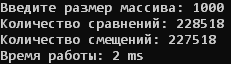 Введите размер массива: 1000
Количество сравнений: 228518
Количество смещений: 227518
Время работы: 2 ms